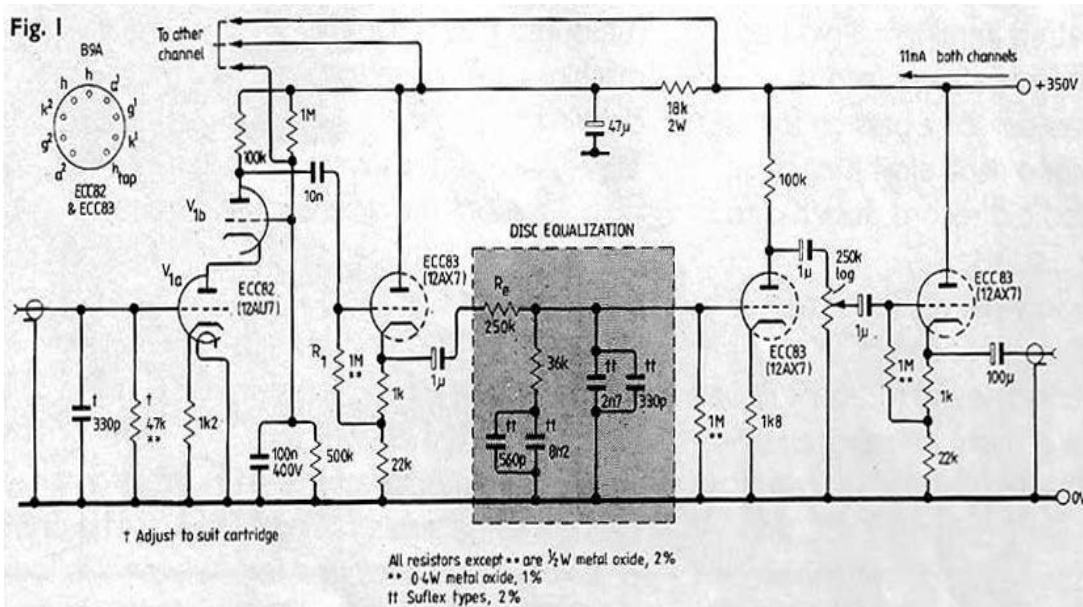 Fig. 1
To other
channel
11mA both channels
+350V
B9A
h h a¹ g¹ k¹ h tap a² g² k²
ECC82
& ECC83
100k
1M
10n
47µ
18k
2W
100k
V1b
V1a
ECC82
(12AU7)
ECC83
(12AX7)
DISC EQUALIZATION
Re
250k
1µ
250k
log
1µ
ECC83
(12AX7)
ECC83
(12AX7)
R1
1M
**
1µ
36k
††
2n7
††
330p
1M
**
1k
100µ
†
330p
†
47k
**
1k2
100n
400V
500k
1k
22k
††
560p
††
8n2
1M
**
1k8
22k
0V
† Adjust to suit cartridge
All resistors except ** are ½W metal oxide, 2%
** 0·4W metal oxide, 1%
†† Suflex types, 2%